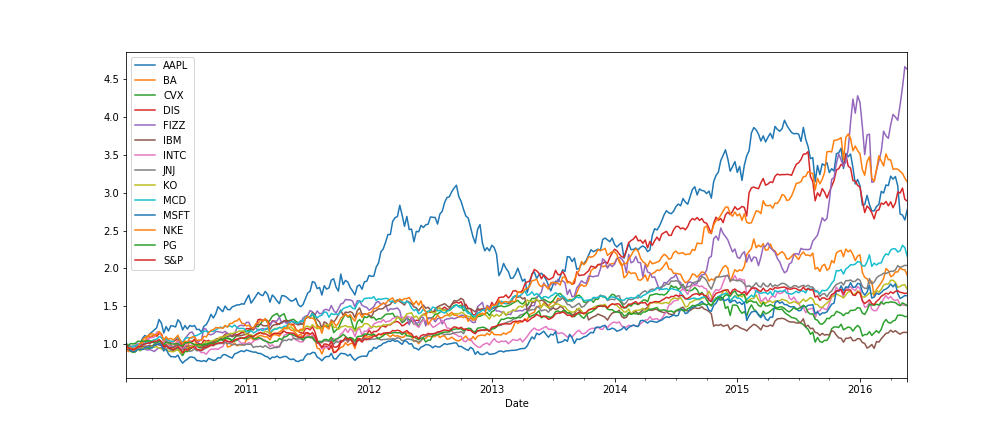 4.5
4.0
3.5
3.0
2.5
2.0
1.5
1.0
AAPL
BA
CVX
DIS
FIZZ
IBM
INTC
JNJ
KO
MCD
MSFT
NKE
PG
S&P
2011 2012 2013 2014 2015 2016
Date